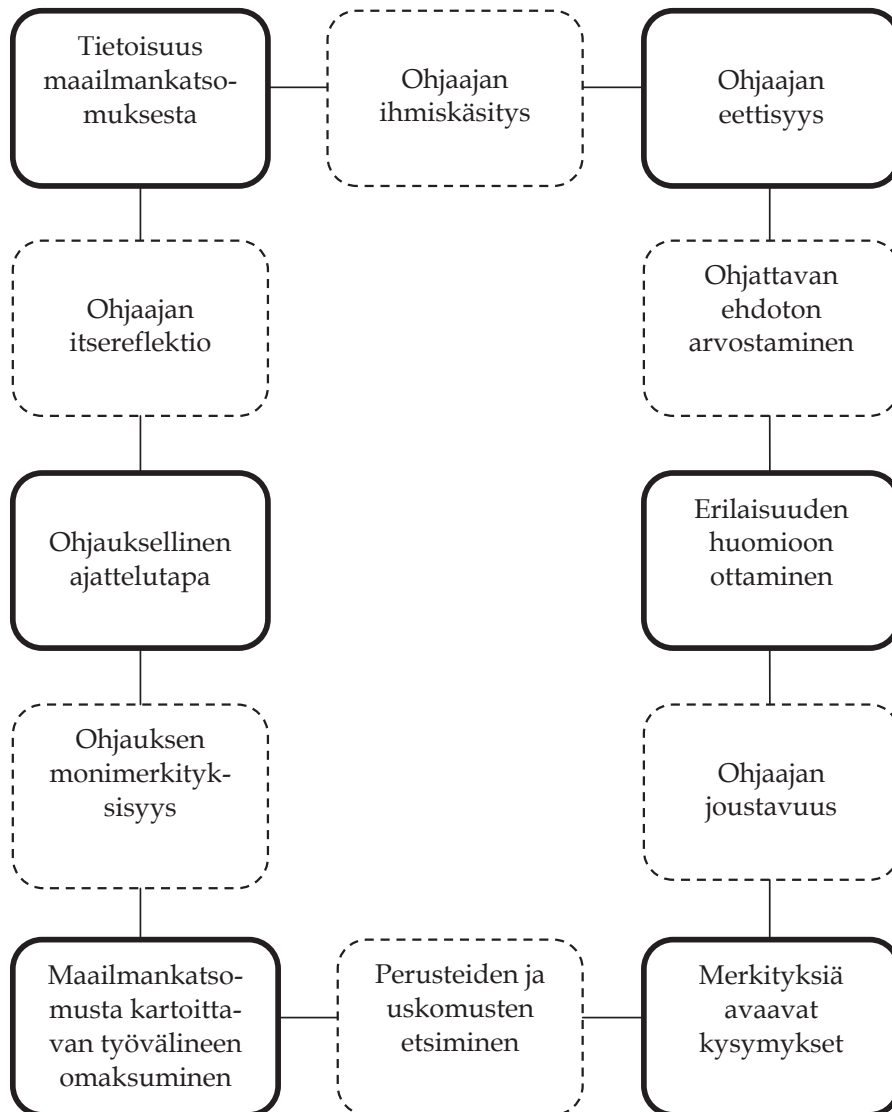 Tietoisuus
maailmankatso-
muksesta
Ohjaajan
ihmiskäsitys
Ohjaajan
eettisyys
Ohjaajan
itsereflektio
Ohjattavan
ehdoton
arvostaminen
Ohjauksellinen
ajattelutapa
Erilaisuuden
huomioon
ottaminen
Ohjauksen
monimerkityk-
sisyys
Ohjaajan
joustavuus
Maailmankatso-
musta kartoitta-
van työvälineen
omaksuminen
Perusteiden ja
uskomusten
etsiminen
Merkityksiä
avaavat
kysymykset